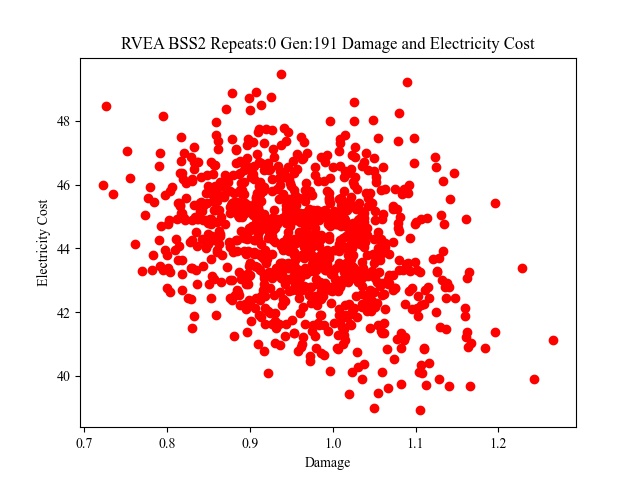 RVEA BSS2 Repeats:0 Gen:191 Damage and Electricity Cost
48
46
44
42
40
Electricity Cost
0.7 0.8 0.9 1.0 1.1 1.2
Damage